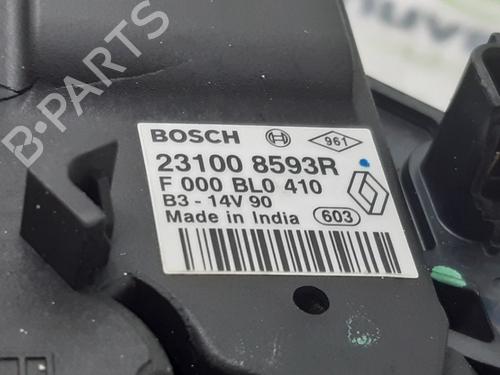 B-PARTS
BOSCH
961
23100 8593R
F 000 BL0 410
B3 - 14V 90
Made in India
603